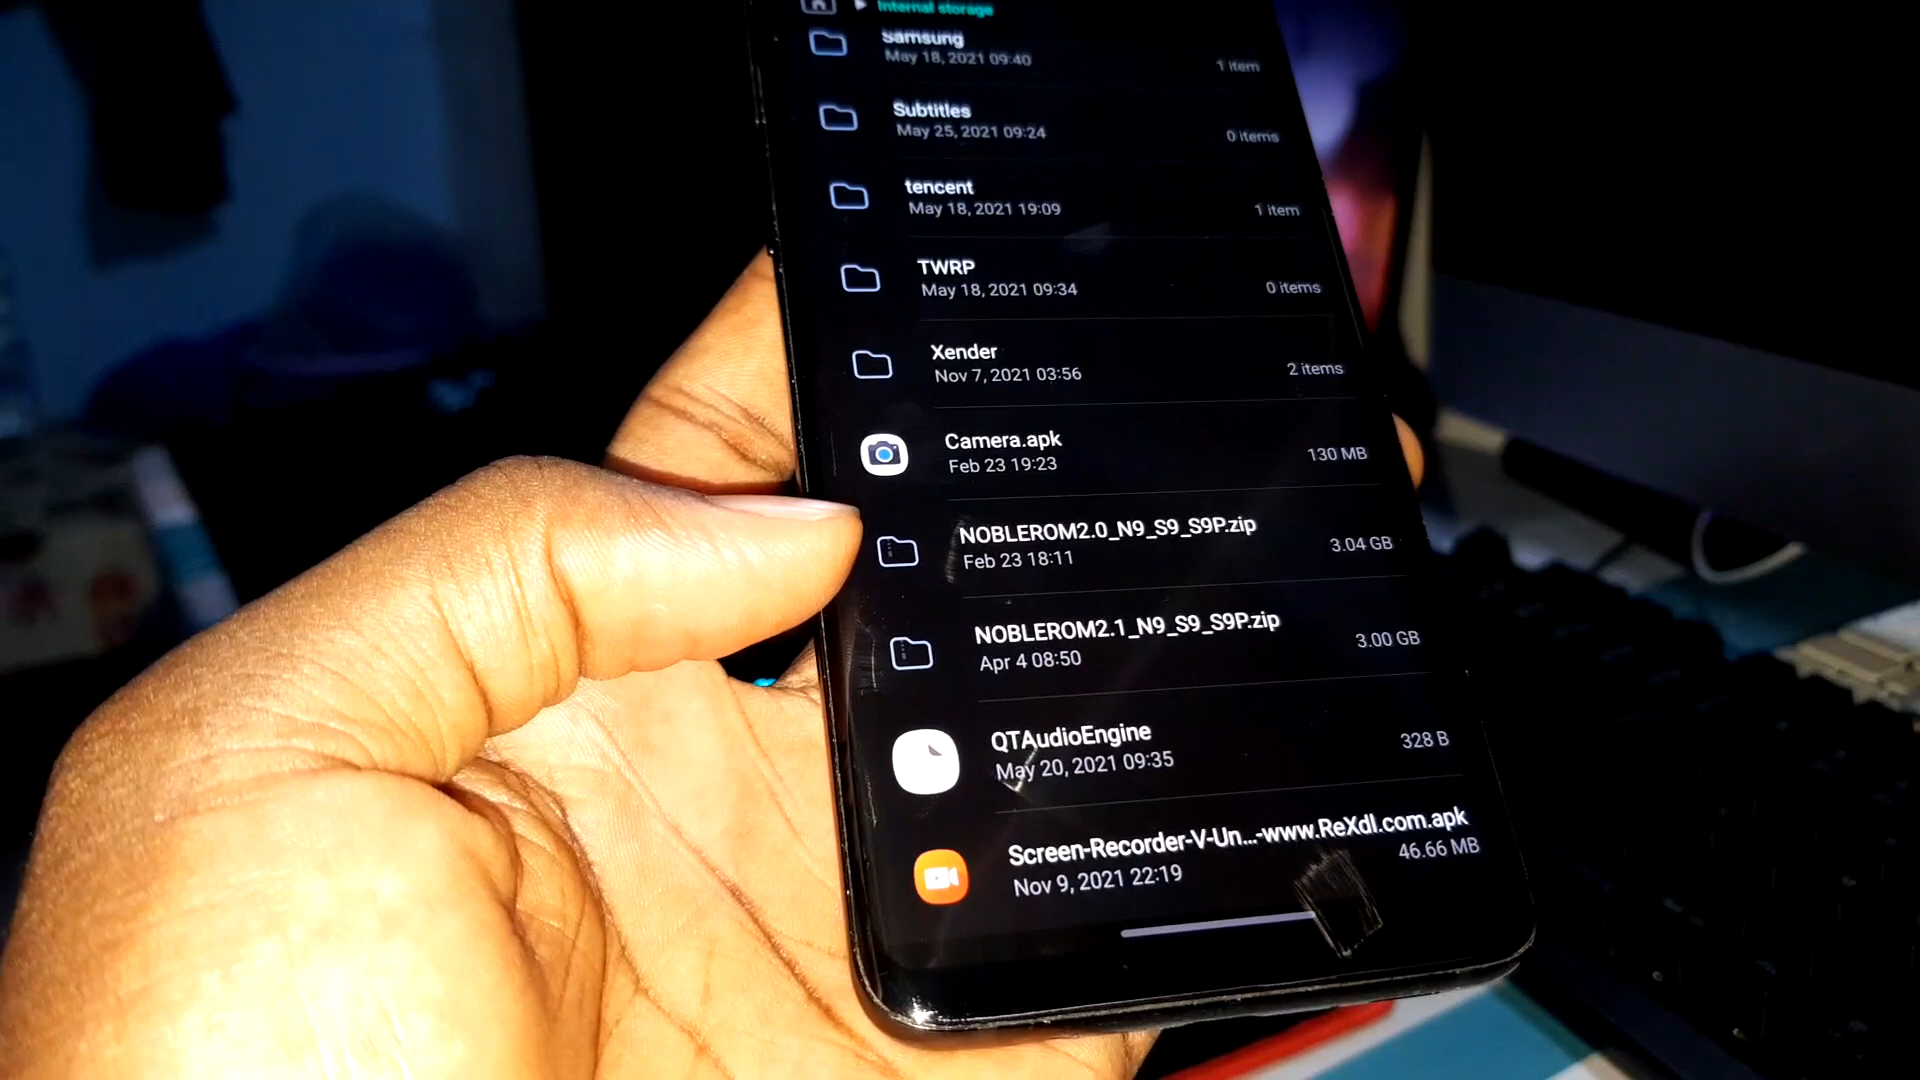 Internal storage
Samsung
May 18, 2021 09:40
1 item
Subtitles
May 25, 2021 09:24
0 items
tencent
May 18, 2021 19:09
1 item
TWRP
May 18, 2021 09:34
0 items
Xender
Nov 7, 2021 03:56
2 items
Camera.apk
Feb 23 19:23
130 MB
NOBLEROM2.0_N9_S9_S9P.zip
Feb 23 18:11
3.04 GB
NOBLEROM2.1_N9_S9_S9P.zip
Apr 4 08:50
3.00 GB
QTAudioEngine
May 20, 2021 09:35
328 B
Screen-Recorder-V-Un...-www.ReXdl.com.apk
Nov 9, 2021 22:19
46.66 MB